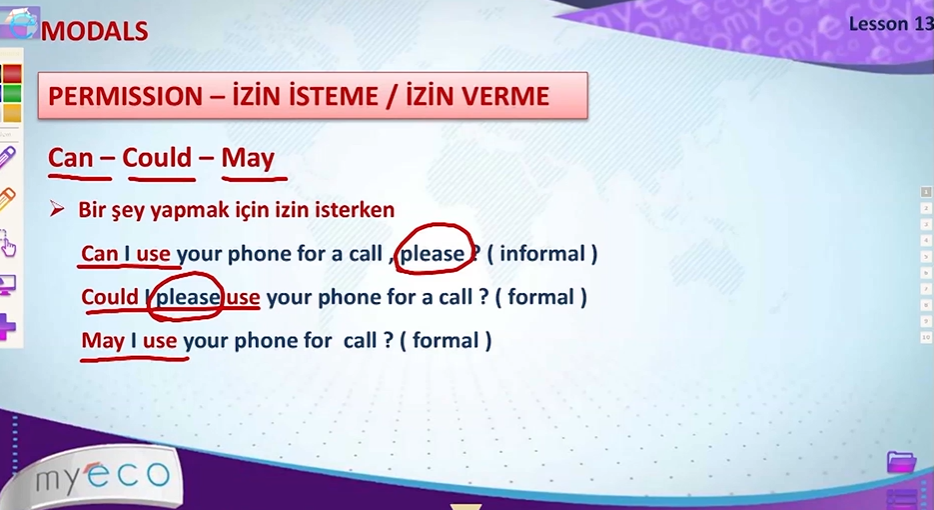 MODALS
Lesson 13
PERMISSION – İZİN İSTEME / İZİN VERME
Can – Could – May
Bir şey yapmak için izin isterken
Can I use your phone for a call , please ? ( informal )
Could I please use your phone for a call ? ( formal )
May I use your phone for call ? ( formal )
myeco